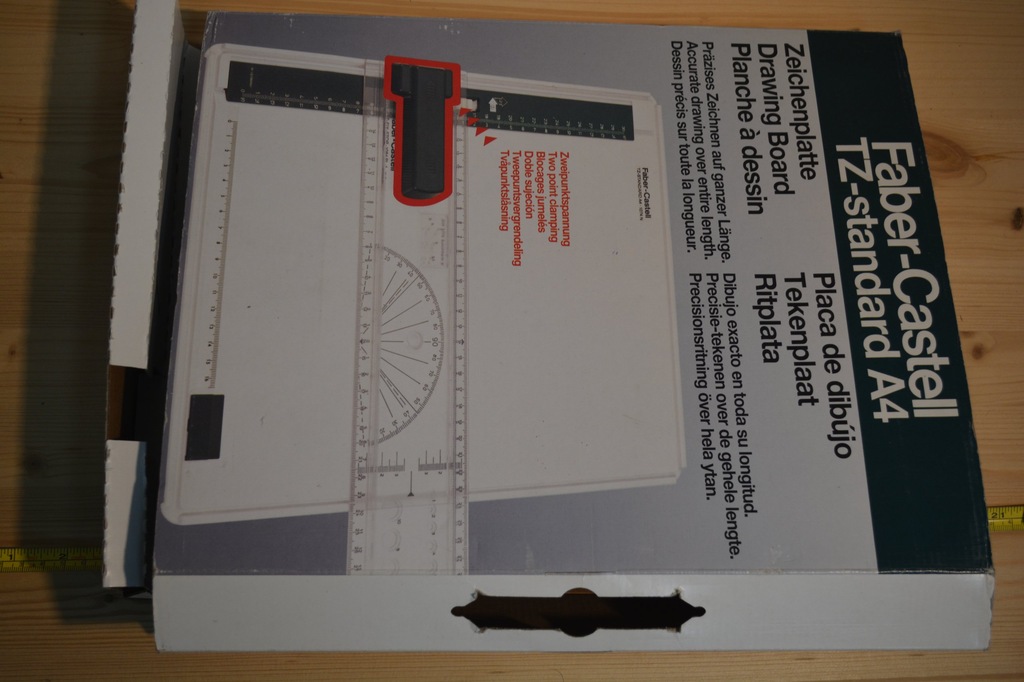 Faber-Castell
TZ-standard A4
Zeichenplatte
Drawing Board
Planche à dessin
Placa de dibújo
Tekenplaat
Ritplata
Präzises Zeichnen auf ganzer Länge.
Accurate drawing over entire length.
Dessin précis sur toute la longueur.
Dibujo exacto en toda su longitud.
Precisie-tekenen over de gehele lengte.
Precisionsritning över hela ytan.
Faber-Castell
Zweipunktspannung
Two point clamping
Blocages jumelés
Doble sujeción
Tweepuntsvergrendeling
Tvåpunktslåsning